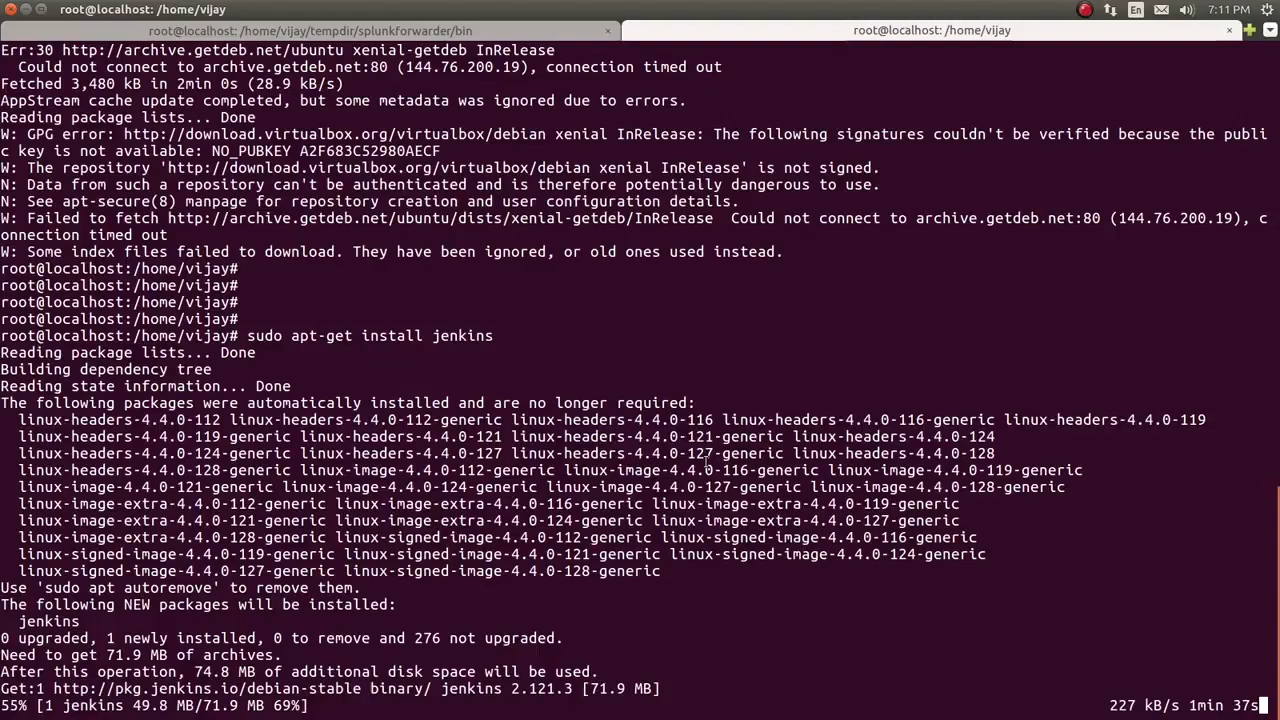 root@localhost: /home/vijay
En
7:11 PM
root@localhost: /home/vijay/tempdir/splunkforwarder/bin
×
root@localhost: /home/vijay
×
Err:30 http://archive.getdeb.net/ubuntu xenial-getdeb InRelease
Could not connect to archive.getdeb.net:80 (144.76.200.19), connection timed out
Fetched 3,480 kB in 2min 0s (28.9 kB/s)
AppStream cache update completed, but some metadata was ignored due to errors.
Reading package lists... Done
W: GPG error: http://download.virtualbox.org/virtualbox/debian xenial InRelease: The following signatures couldn't be verified because the publi
c key is not available: NO_PUBKEY A2F683C52980AECF
W: The repository 'http://download.virtualbox.org/virtualbox/debian xenial InRelease' is not signed.
N: Data from such a repository can't be authenticated and is therefore potentially dangerous to use.
N: See apt-secure(8) manpage for repository creation and user configuration details.
W: Failed to fetch http://archive.getdeb.net/ubuntu/dists/xenial-getdeb/InRelease  Could not connect to archive.getdeb.net:80 (144.76.200.19), c
onnection timed out
W: Some index files failed to download. They have been ignored, or old ones used instead.
root@localhost:/home/vijay#
root@localhost:/home/vijay#
root@localhost:/home/vijay#
root@localhost:/home/vijay#
root@localhost:/home/vijay# sudo apt-get install jenkins
Reading package lists... Done
Building dependency tree
Reading state information... Done
The following packages were automatically installed and are no longer required:
linux-headers-4.4.0-112 linux-headers-4.4.0-112-generic linux-headers-4.4.0-116 linux-headers-4.4.0-116-generic linux-headers-4.4.0-119
linux-headers-4.4.0-119-generic linux-headers-4.4.0-121 linux-headers-4.4.0-121-generic linux-headers-4.4.0-124
linux-headers-4.4.0-124-generic linux-headers-4.4.0-127 linux-headers-4.4.0-127-generic linux-headers-4.4.0-128
linux-headers-4.4.0-128-generic linux-image-4.4.0-112-generic linux-image-4.4.0-116-generic linux-image-4.4.0-119-generic
linux-image-4.4.0-121-generic linux-image-4.4.0-124-generic linux-image-4.4.0-127-generic linux-image-4.4.0-128-generic
linux-image-extra-4.4.0-112-generic linux-image-extra-4.4.0-116-generic linux-image-extra-4.4.0-119-generic
linux-image-extra-4.4.0-121-generic linux-image-extra-4.4.0-124-generic linux-image-extra-4.4.0-127-generic
linux-image-extra-4.4.0-128-generic linux-signed-image-4.4.0-112-generic linux-signed-image-4.4.0-116-generic
linux-signed-image-4.4.0-119-generic linux-signed-image-4.4.0-121-generic linux-signed-image-4.4.0-124-generic
linux-signed-image-4.4.0-127-generic linux-signed-image-4.4.0-128-generic
Use 'sudo apt autoremove' to remove them.
The following NEW packages will be installed:
jenkins
0 upgraded, 1 newly installed, 0 to remove and 276 not upgraded.
Need to get 71.9 MB of archives.
After this operation, 74.8 MB of additional disk space will be used.
Get:1 http://pkg.jenkins.io/debian-stable binary/ jenkins 2.121.3 [71.9 MB]
55% [1 jenkins 49.8 MB/71.9 MB 69%] 227 kB/s 1min 37s